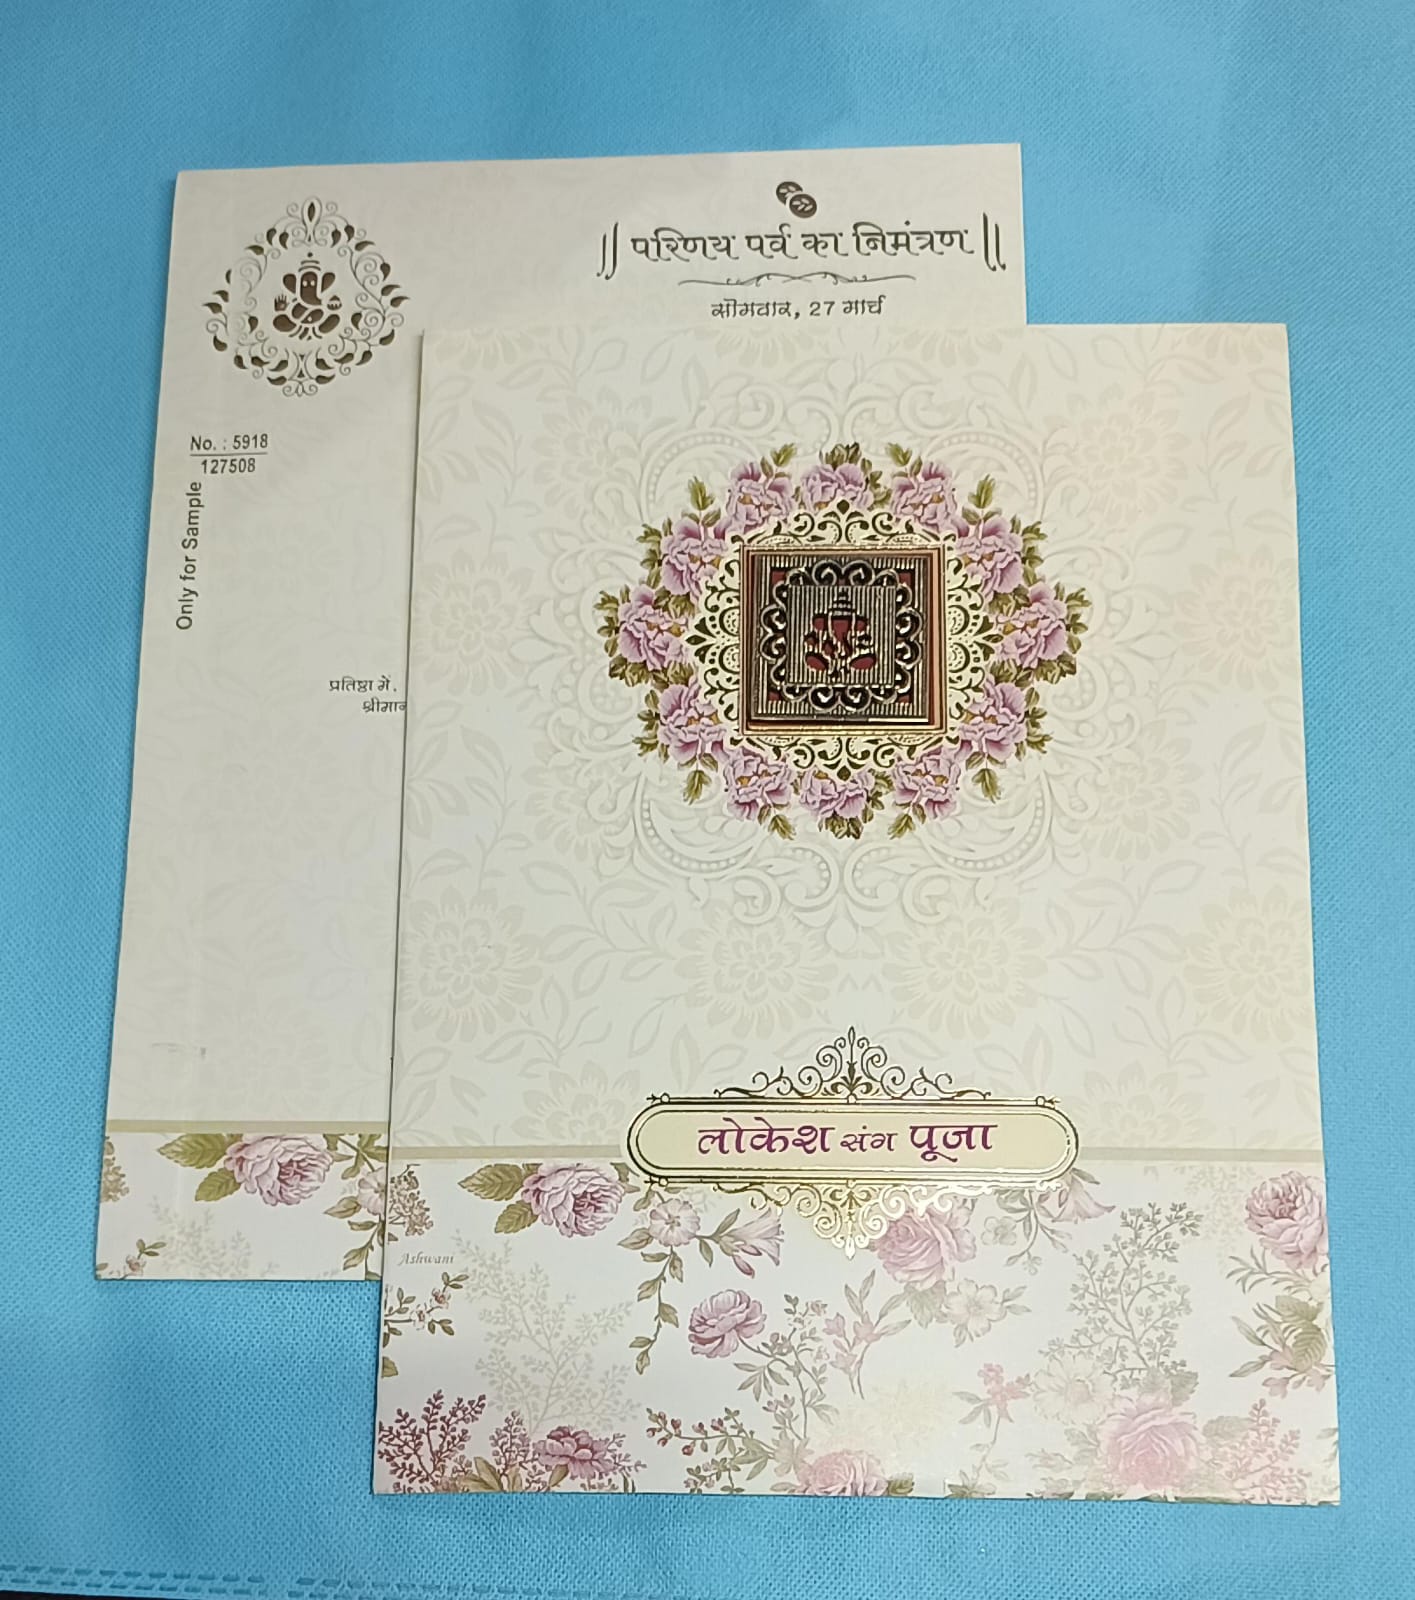 || परिणय पर्व का निमंत्रण ||
सोमवार, 27 मार्च
No. : 5918
127508
Only for Sample
प्रतिष्ठा में,
लोकेश संग पूजा
Ashwani